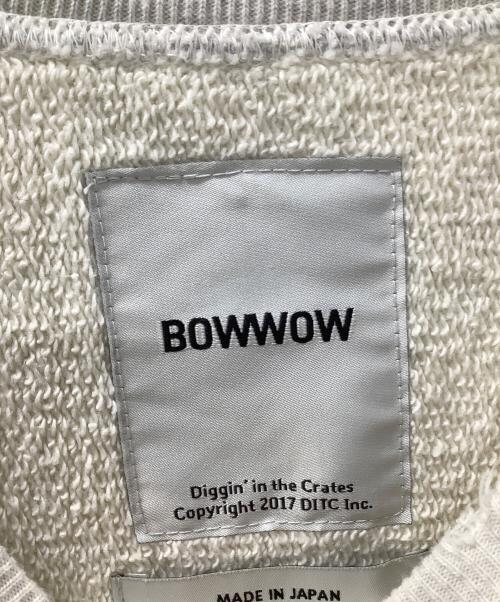 BOWWOW
Diggin' in the Crates
Copyright 2017 DITC Inc.
MADE IN JAPAN